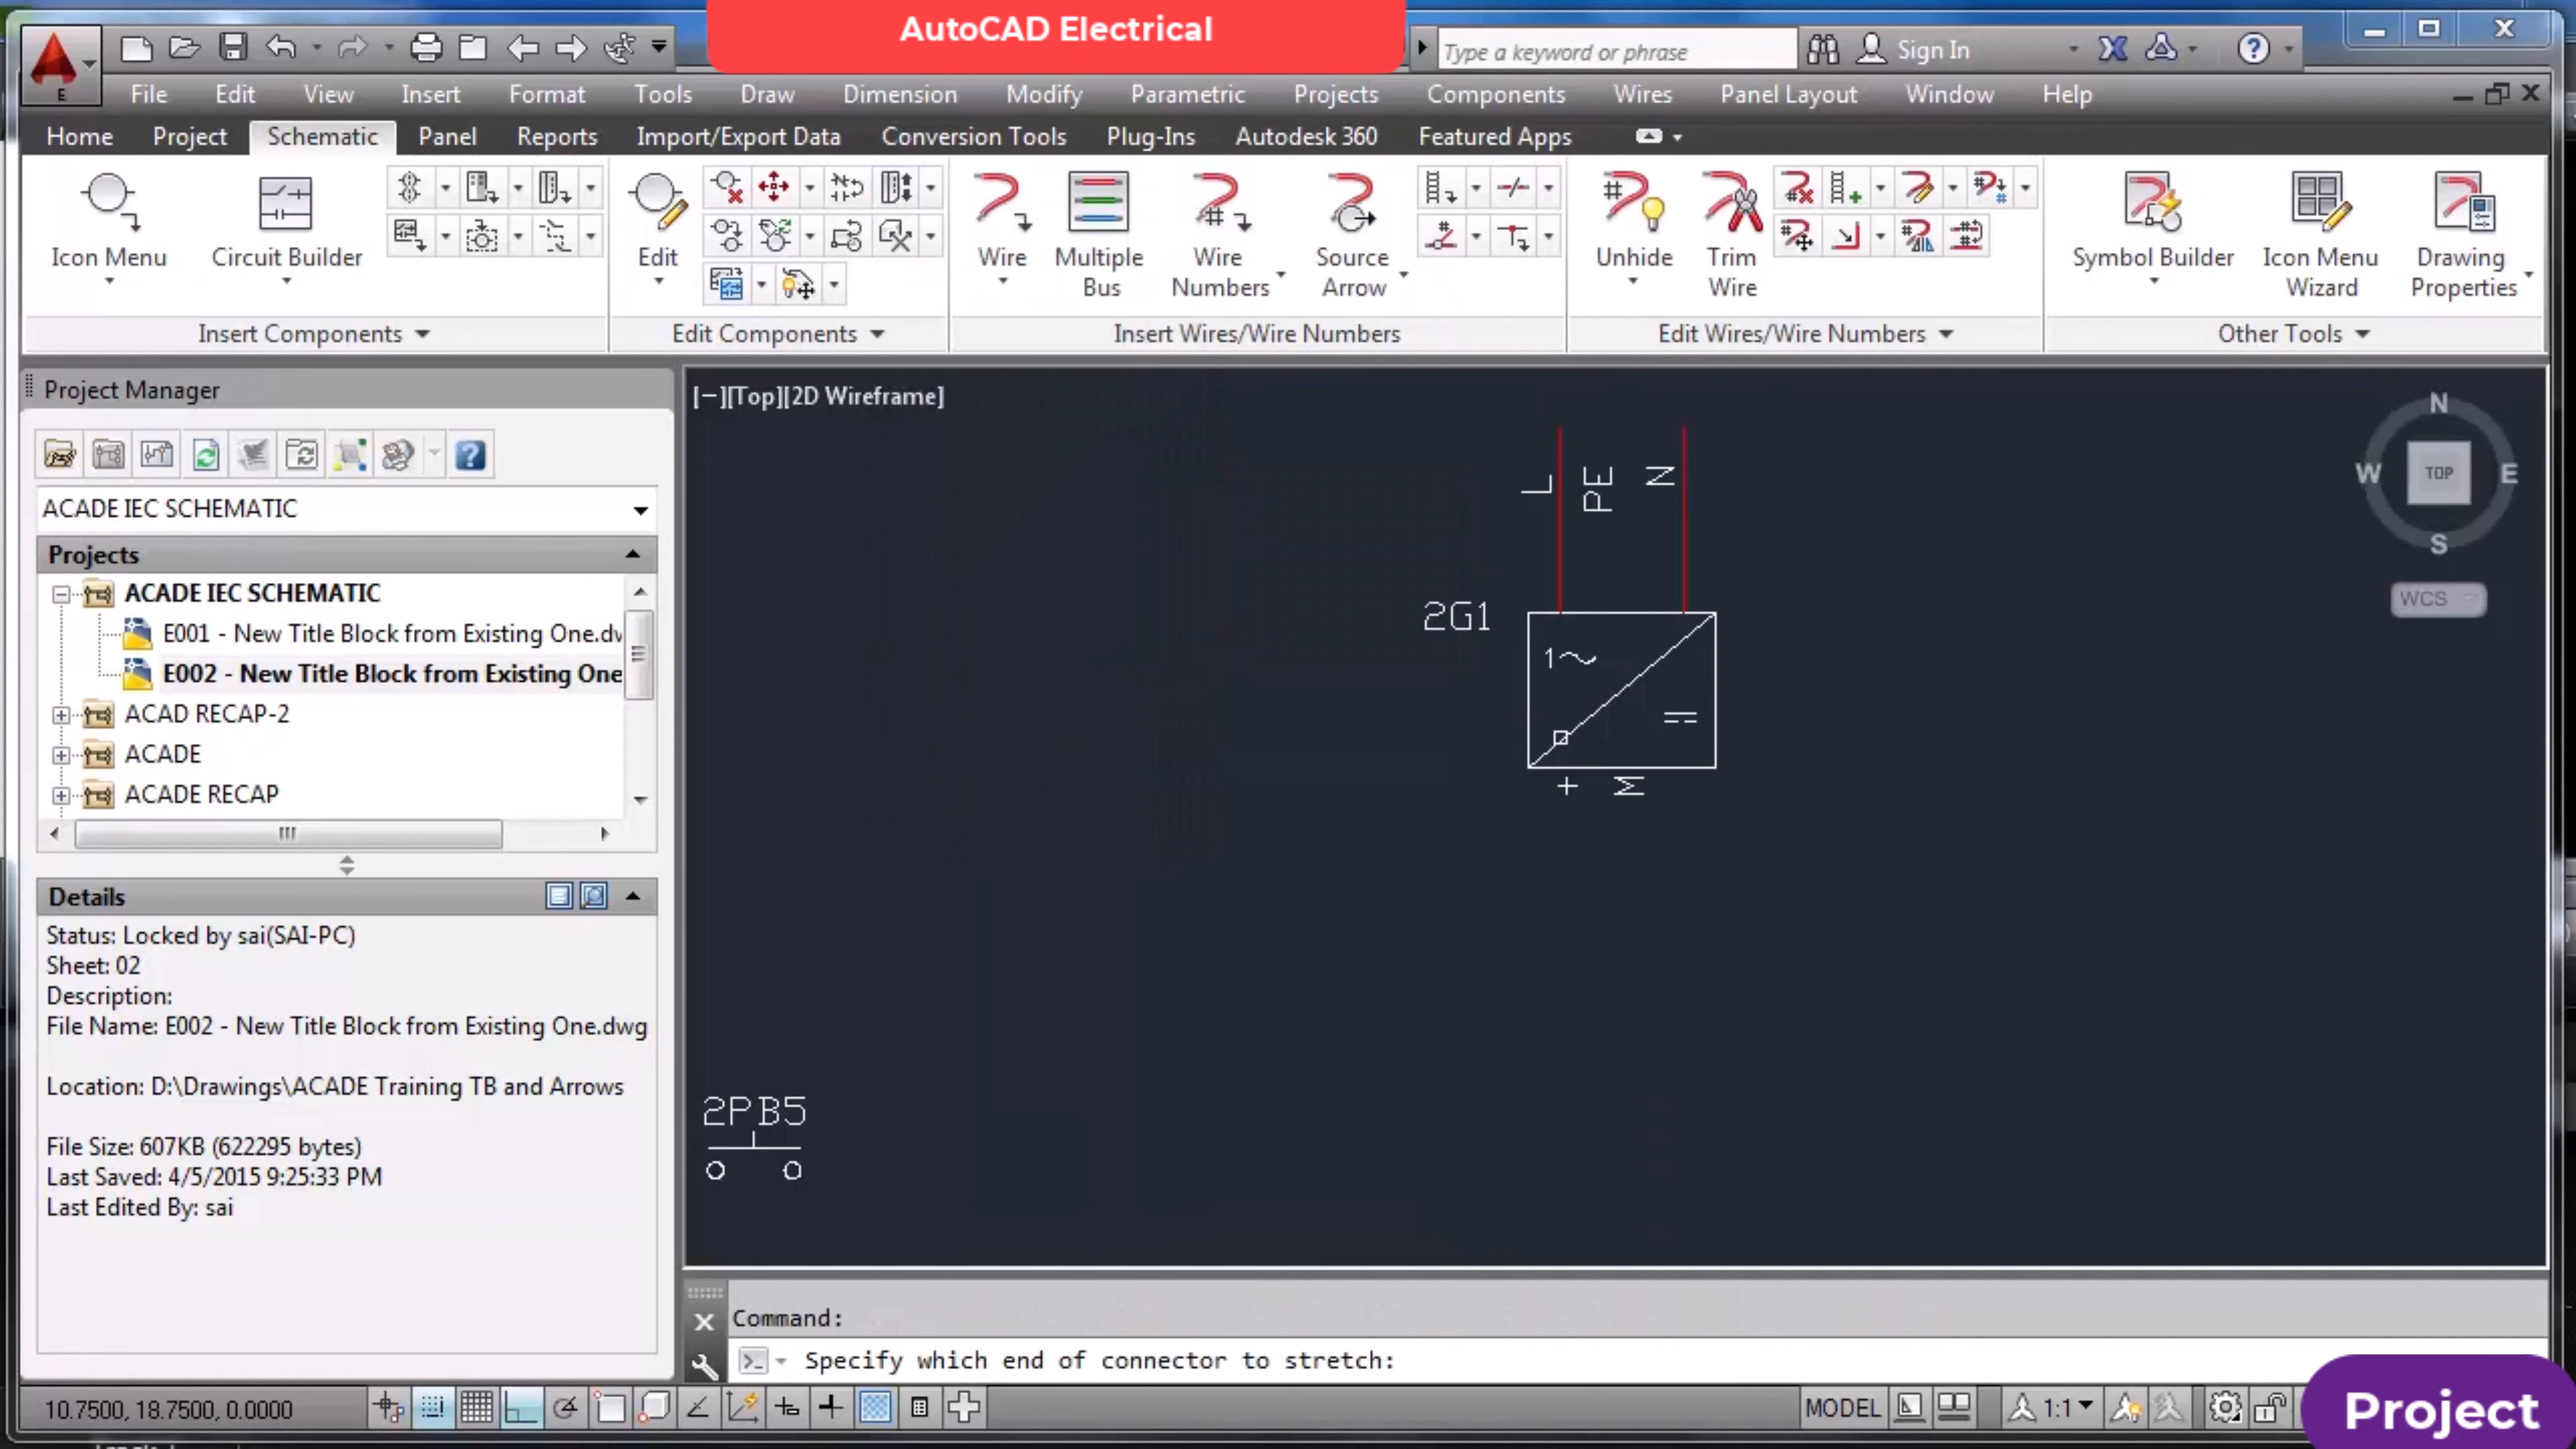 AutoCAD Electrical
Type a keyword or phrase
Sign In
E
File Edit View Insert Format Tools Draw Dimension Modify Parametric Projects Components Wires Panel Layout Window Help
Home Project Schematic Panel Reports Import/Export Data Conversion Tools Plug-Ins Autodesk 360 Featured Apps
Icon Menu Circuit Builder Edit Wire Multiple Bus Wire Numbers Source Arrow Unhide Trim Wire Symbol Builder Icon Menu Wizard Drawing Properties
Insert Components Edit Components Insert Wires/Wire Numbers Edit Wires/Wire Numbers Other Tools
Project Manager
ACADE IEC SCHEMATIC
Projects
ACADE IEC SCHEMATIC
E001 - New Title Block from Existing One.dw
E002 - New Title Block from Existing One
ACAD RECAP-2
ACADE
ACADE RECAP
Details
Status: Locked by sai(SAI-PC)
Sheet: 02
Description:
File Name: E002 - New Title Block from Existing One.dwg
Location: D:\Drawings\ACADE Training TB and Arrows
File Size: 607KB (622295 bytes)
Last Saved: 4/5/2015 9:25:33 PM
Last Edited By: sai
[−][Top][2D Wireframe]
L PE N
2G1
1~
+ M
2PB5
N
W TOP E
S
WCS
Command:
Specify which end of connector to stretch:
10.7500, 18.7500, 0.0000
MODEL
1:1
Project